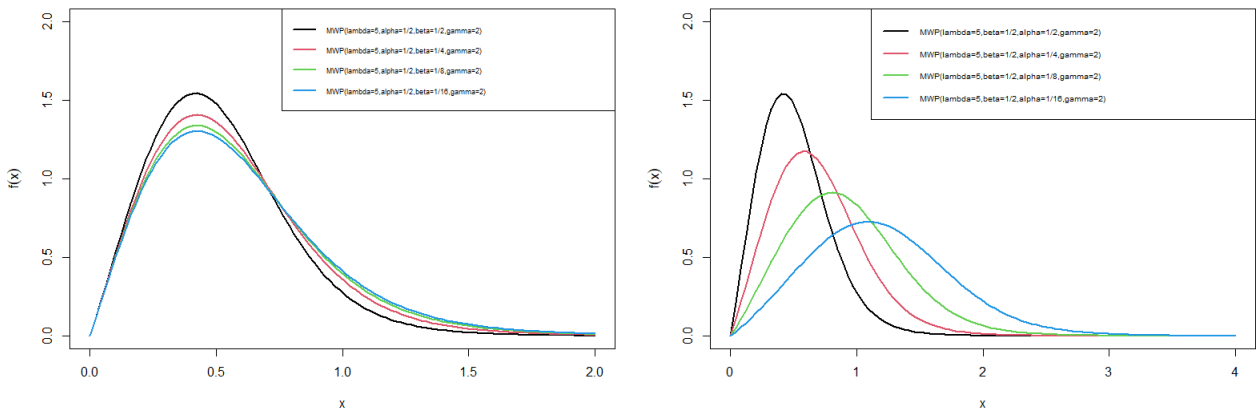 MWP(lambda=5,alpha=1/2,beta=1/2,gamma=2)
MWP(lambda=5,alpha=1/2,beta=1/4,gamma=2)
MWP(lambda=5,alpha=1/2,beta=1/8,gamma=2)
MWP(lambda=5,alpha=1/2,beta=1/16,gamma=2)
2.0
1.5
1.0
0.5
0.0
f(x)
0.0 0.5 1.0 1.5 2.0
x
MWP(lambda=5,beta=1/2,alpha=1/2,gamma=2)
MWP(lambda=5,beta=1/2,alpha=1/4,gamma=2)
MWP(lambda=5,beta=1/2,alpha=1/8,gamma=2)
MWP(lambda=5,beta=1/2,alpha=1/16,gamma=2)
2.0
1.5
1.0
0.5
0.0
f(x)
0 1 2 3 4
x